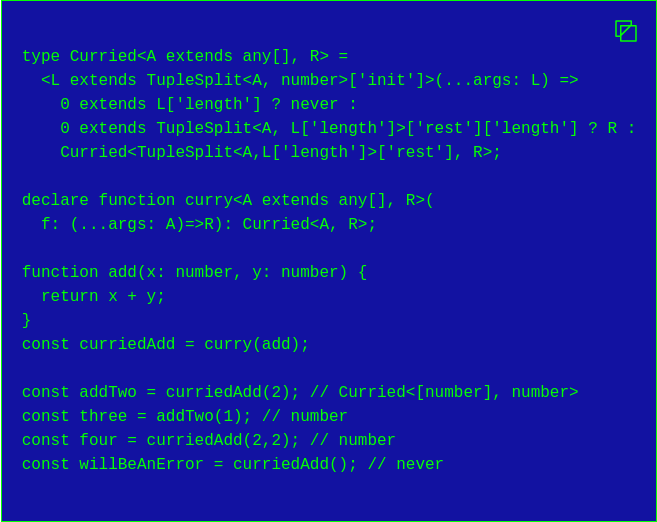 type Curried<A extends any[], R> =
  <L extends TupleSplit<A, number>['init']>(...args: L) =>
    0 extends L['length'] ? never :
    0 extends TupleSplit<A, L['length']>['rest']['length'] ? R :
    Curried<TupleSplit<A,L['length']>['rest'], R>;

declare function curry<A extends any[], R>(
  f: (...args: A)=>R): Curried<A, R>;

function add(x: number, y: number) {
  return x + y;
}
const curriedAdd = curry(add);

const addTwo = curriedAdd(2); // Curried<[number], number>
const three = addTwo(1); // number
const four = curriedAdd(2,2); // number
const willBeAnError = curriedAdd(); // never